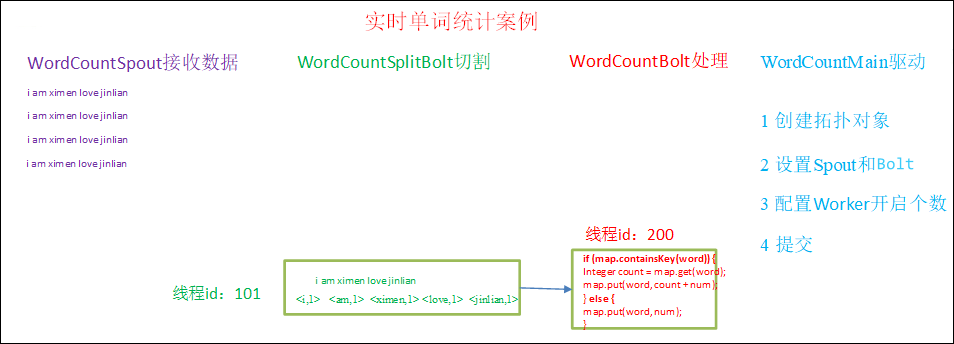 实时单词统计案例
WordCountSpout接收数据
i am ximen love jinlian
i am ximen love jinlian
i am ximen love jinlian
i am ximen love jinlian
WordCountSplitBolt切割
线程id：101
i am ximen love jinlian
<i,1> <am,1> <ximen,1> <love,1> <jinlian,1>
WordCountBolt处理
线程id：200
if (map.containsKey(word)) {
Integer count = map.get(word);
map.put(word, count + num);
} else {
map.put(word, num);
}
WordCountMain驱动
1 创建拓扑对象
2 设置Spout和Bolt
3 配置Worker开启个数
4 提交